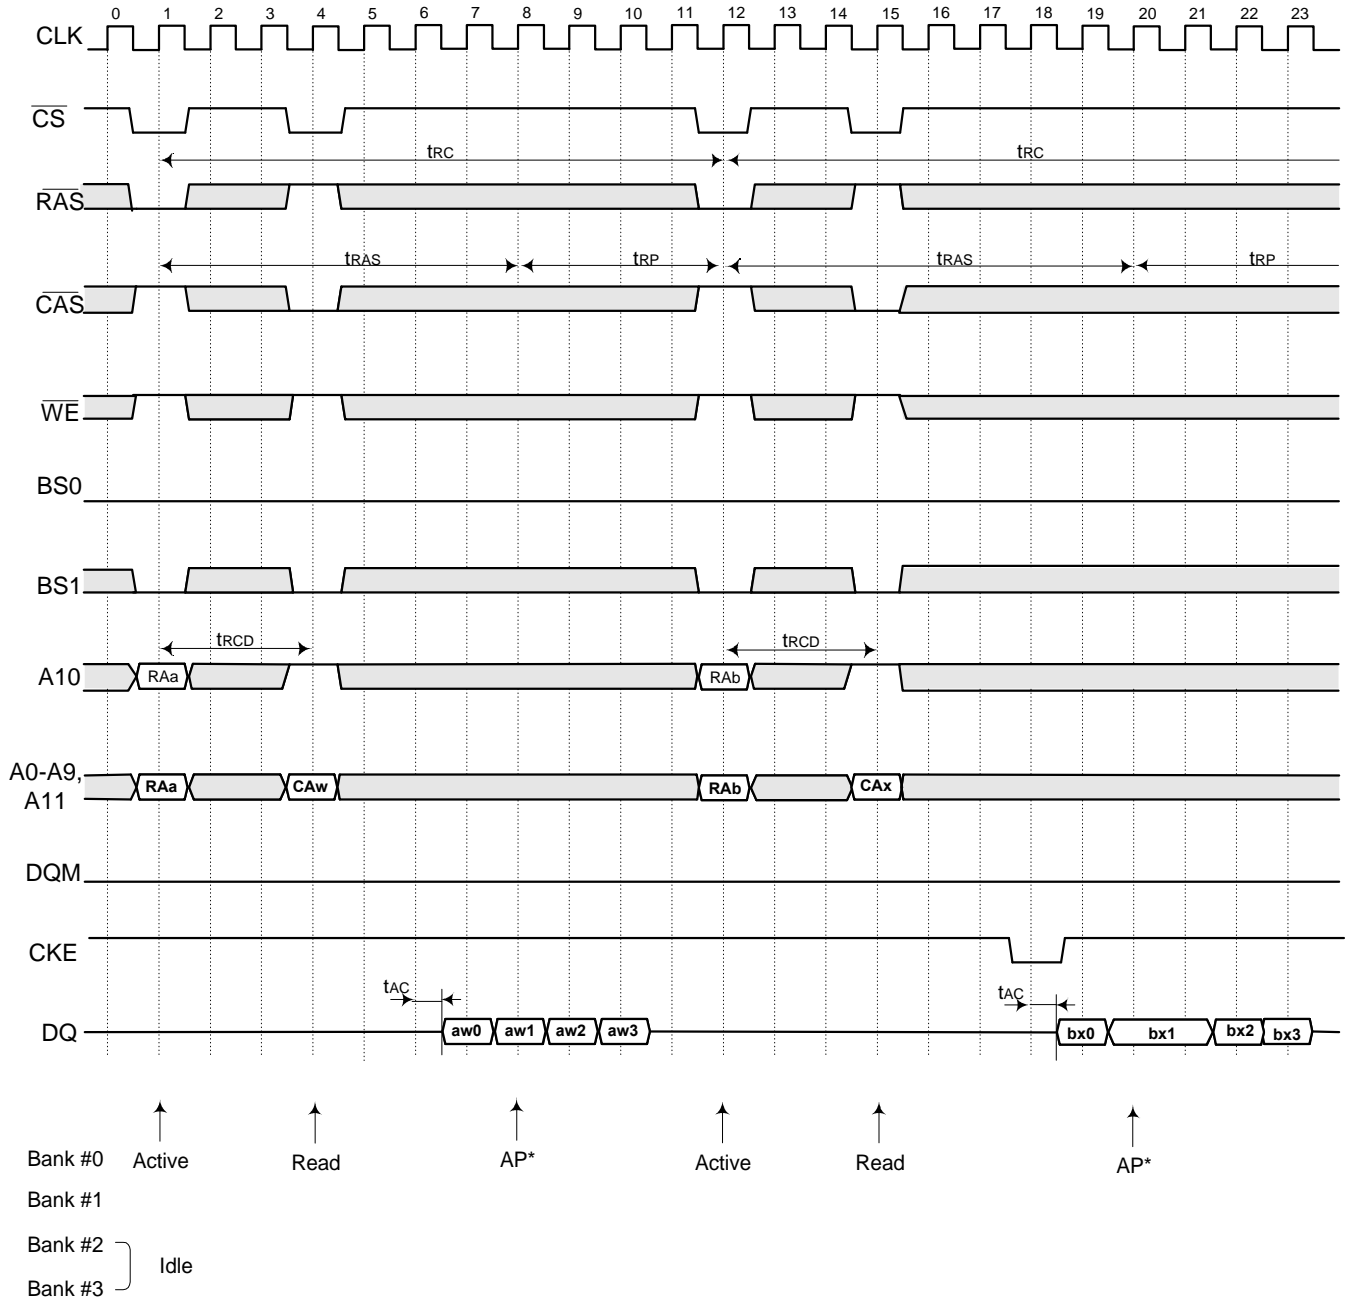 0 1 2 3 4 5 6 7 8 9 10 11 12 13 14 15 16 17 18 19 20 21 22 23
CLK
CS
tRC tRC
RAS
tRAS tRP tRAS tRP
CAS
WE
BS0
BS1
tRCD tRCD
A10 RAa RAb
A0-A9,
A11 RAa CAw RAb CAx
DQM
CKE
tAC tAC
DQ aw0 aw1 aw2 aw3 bx0 bx1 bx2 bx3
Bank #0 Active Read AP* Active Read AP*
Bank #1
Bank #2
Idle
Bank #3